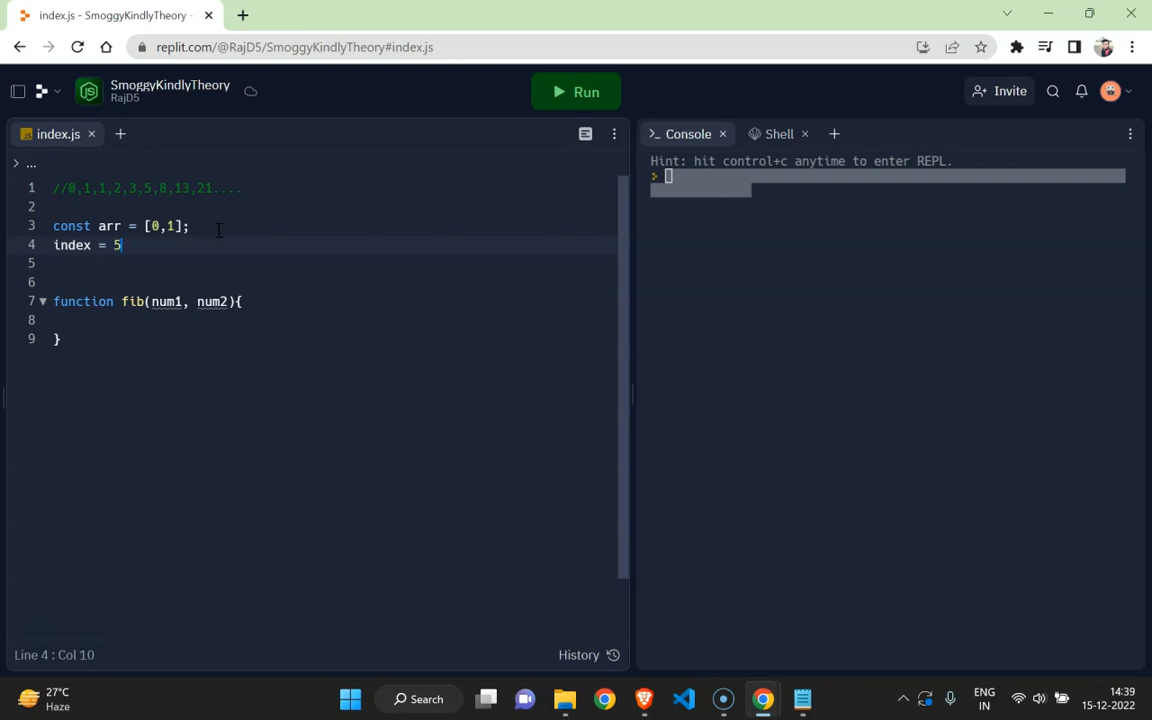 index.js - SmoggyKindlyTheory -
replit.com/@RajD5/SmoggyKindlyTheory#index.js
SmoggyKindlyTheory
RajD5
Run
Invite
index.js
Console
Shell
...
Hint: hit control+c anytime to enter REPL.
>
1 //0,1,1,2,3,5,8,13,21....
2
3 const arr = [0,1];
4 index = 5
5
6
7 function fib(num1, num2){
8
9 }
Line 4 : Col 10
History
27°C
Haze
Search
ENG
IN
14:39
15-12-2022